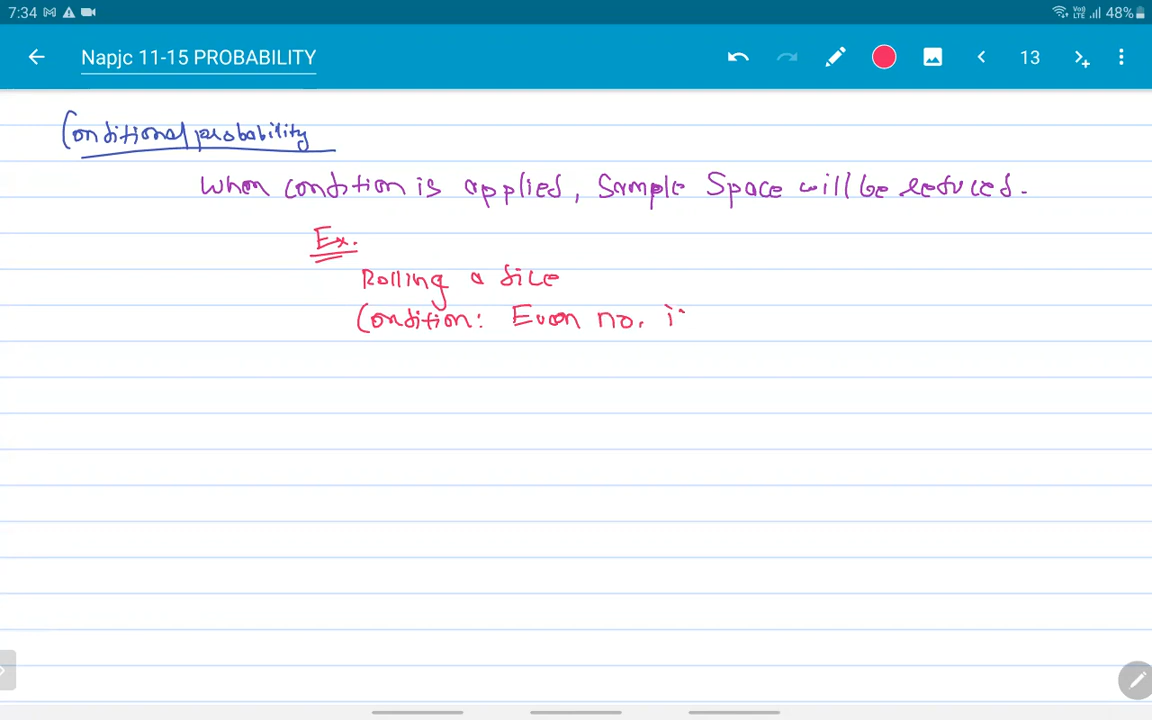 7:34 48%
Napjc 11-15 PROBABILITY 13
Conditional probability
When condition is applied, Sample Space will be reduced.
Ex.
Rolling a dice
Condition: Even no. i